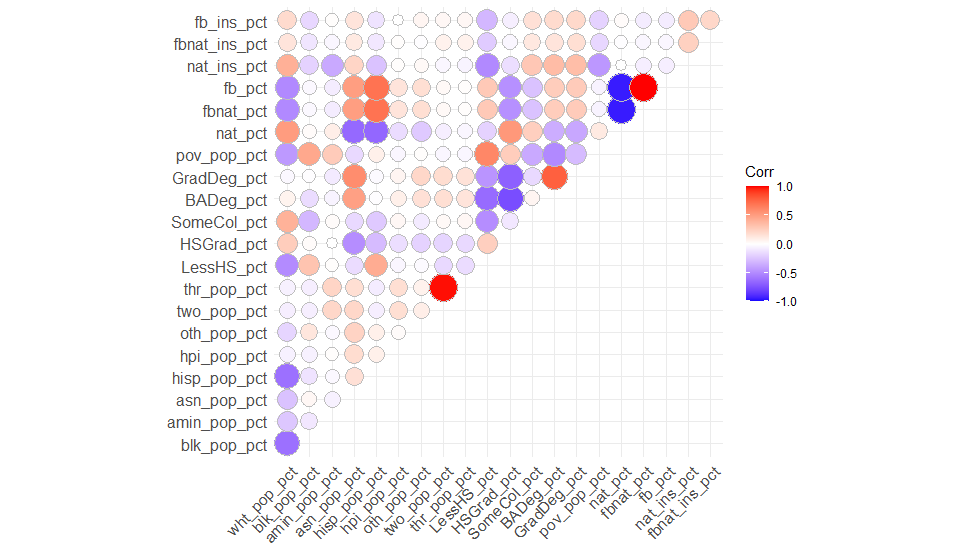 fb_ins_pct
fbnat_ins_pct
nat_ins_pct
fb_pct
fbnat_pct
nat_pct
pov_pop_pct
GradDeg_pct
BADeg_pct
SomeCol_pct
HSGrad_pct
LessHS_pct
thr_pop_pct
two_pop_pct
oth_pop_pct
hpi_pop_pct
hisp_pop_pct
asn_pop_pct
amin_pop_pct
blk_pop_pct
wht_pop_pct
blk_pop_pct
amin_pop_pct
asn_pop_pct
hisp_pop_pct
hpi_pop_pct
oth_pop_pct
two_pop_pct
thr_pop_pct
LessHS_pct
HSGrad_pct
SomeCol_pct
BADeg_pct
GradDeg_pct
pov_pop_pct
nat_pct
fbnat_pct
fb_pct
nat_ins_pct
fbnat_ins_pct
Corr
1.0
0.5
0.0
-0.5
-1.0